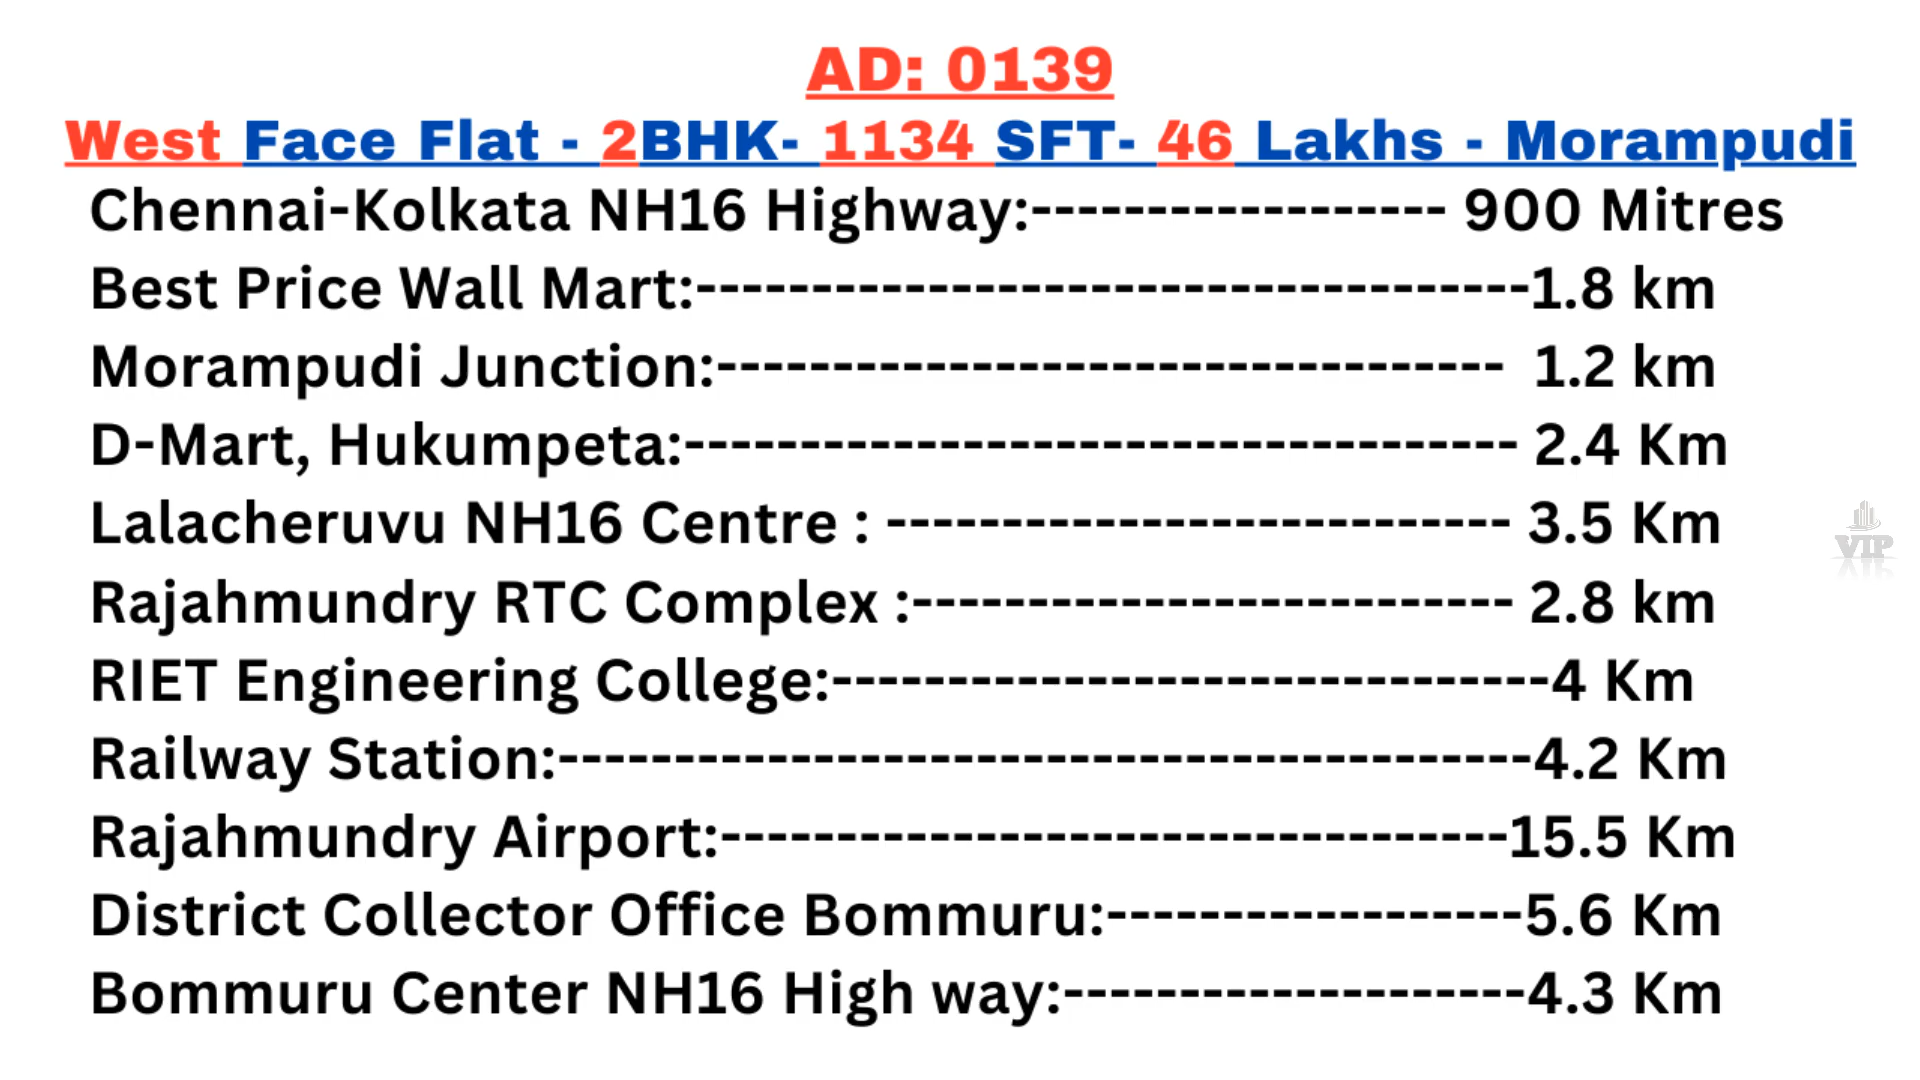 AD: 0139
West Face Flat - 2BHK- 1134 SFT- 46 Lakhs - Morampudi
Chennai-Kolkata NH16 Highway:------------------ 900 Mitres
Best Price Wall Mart:------------------------------------1.8 km
Morampudi Junction:---------------------------------- 1.2 km
D-Mart, Hukumpeta:------------------------------------ 2.4 Km
Lalacheruvu NH16 Centre : --------------------------- 3.5 Km
Rajahmundry RTC Complex :-------------------------- 2.8 km
RIET Engineering College:-------------------------------4 Km
Railway Station:------------------------------------------4.2 Km
Rajahmundry Airport:----------------------------------15.5 Km
District Collector Office Bommuru:------------------5.6 Km
Bommuru Center NH16 High way:--------------------4.3 Km
VIP